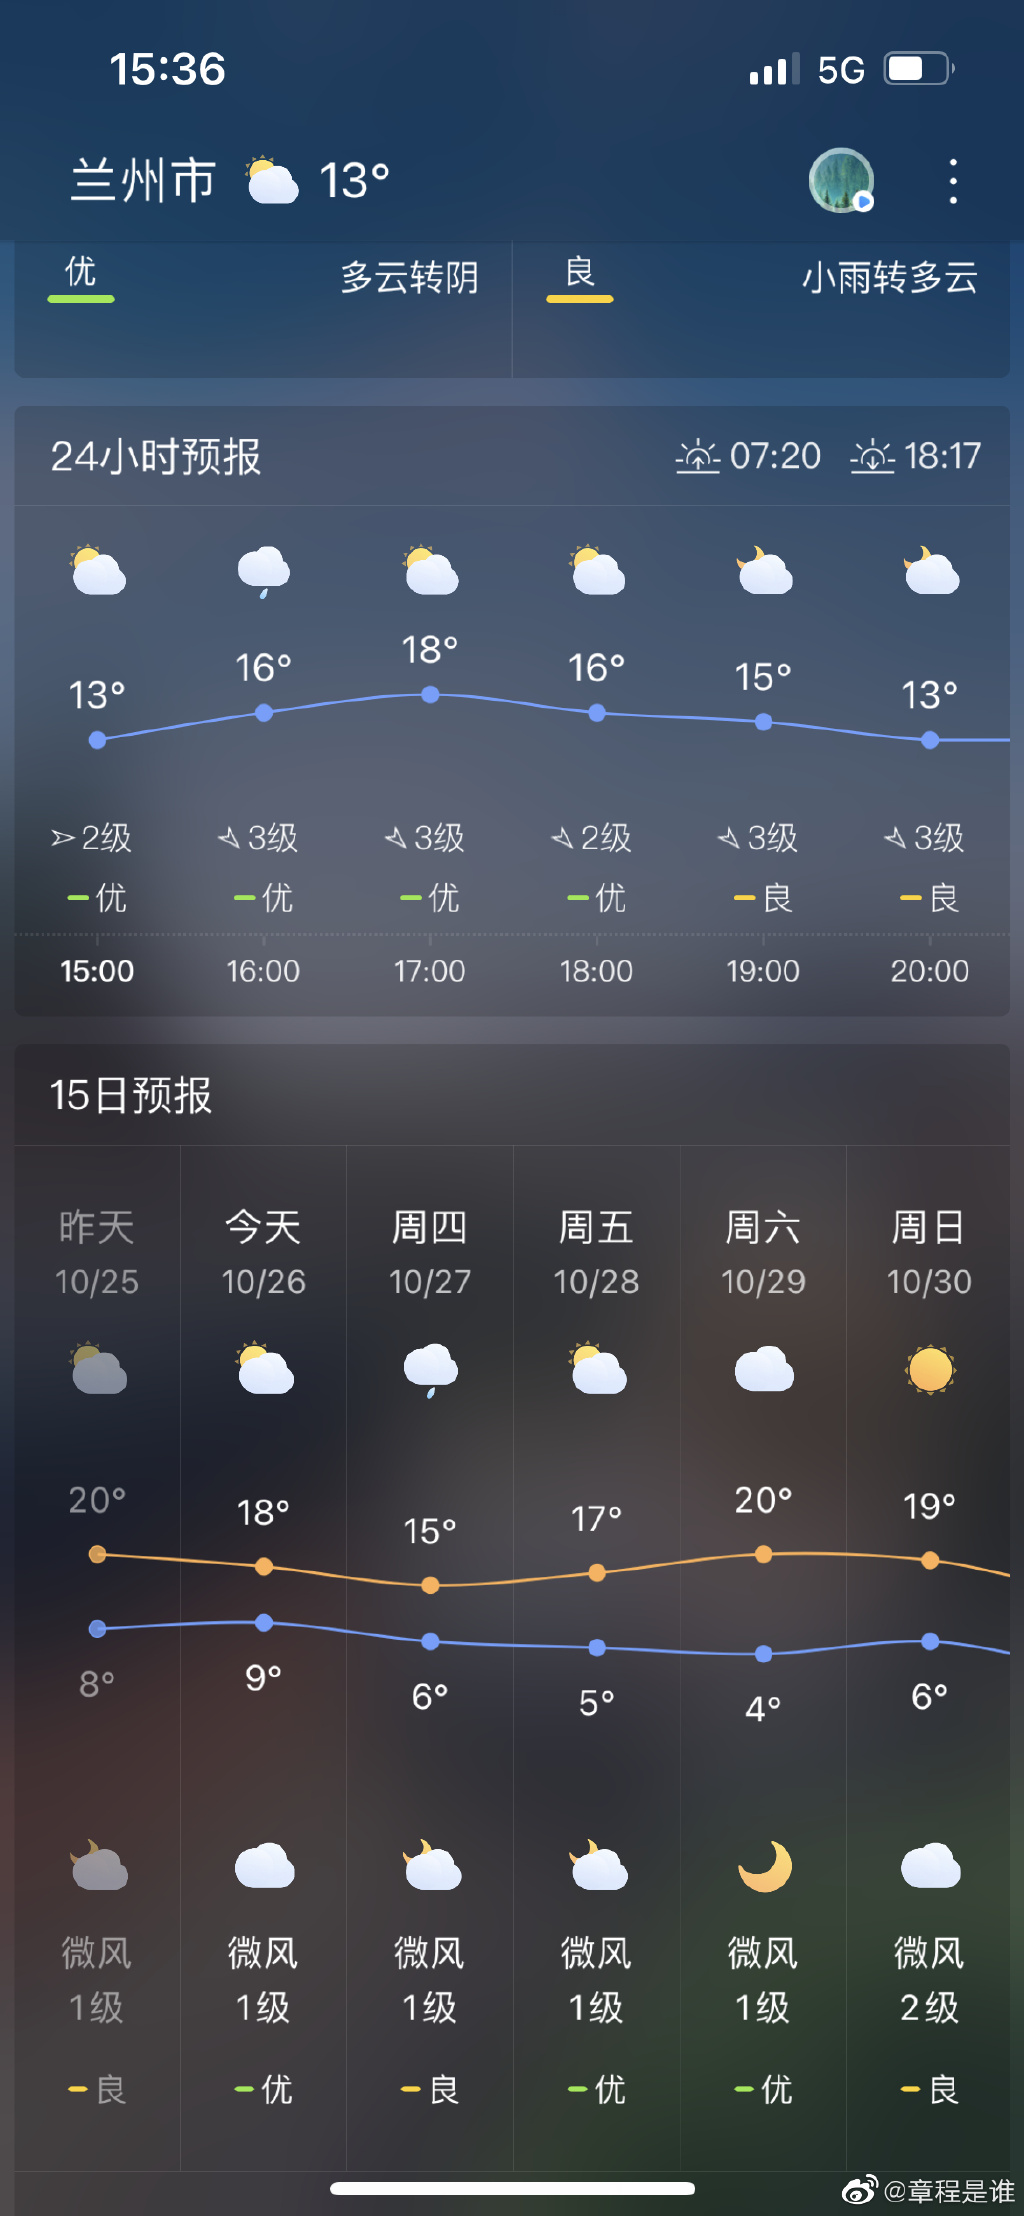 15:36 5G
兰州市 13°
优 多云转阴 良 小雨转多云
24小时预报 07:20 18:17
13° 16° 18° 16° 15° 13°
2级 3级 3级 2级 3级 3级
优 优 优 优 良 良
15:00 16:00 17:00 18:00 19:00 20:00
15日预报
昨天 今天 周四 周五 周六 周日
10/25 10/26 10/27 10/28 10/29 10/30
20° 18° 15° 17° 20° 19°
8° 9° 6° 5° 4° 6°
微风 微风 微风 微风 微风 微风
1级 1级 1级 1级 1级 2级
良 优 良 优 优 良
@章程是谁